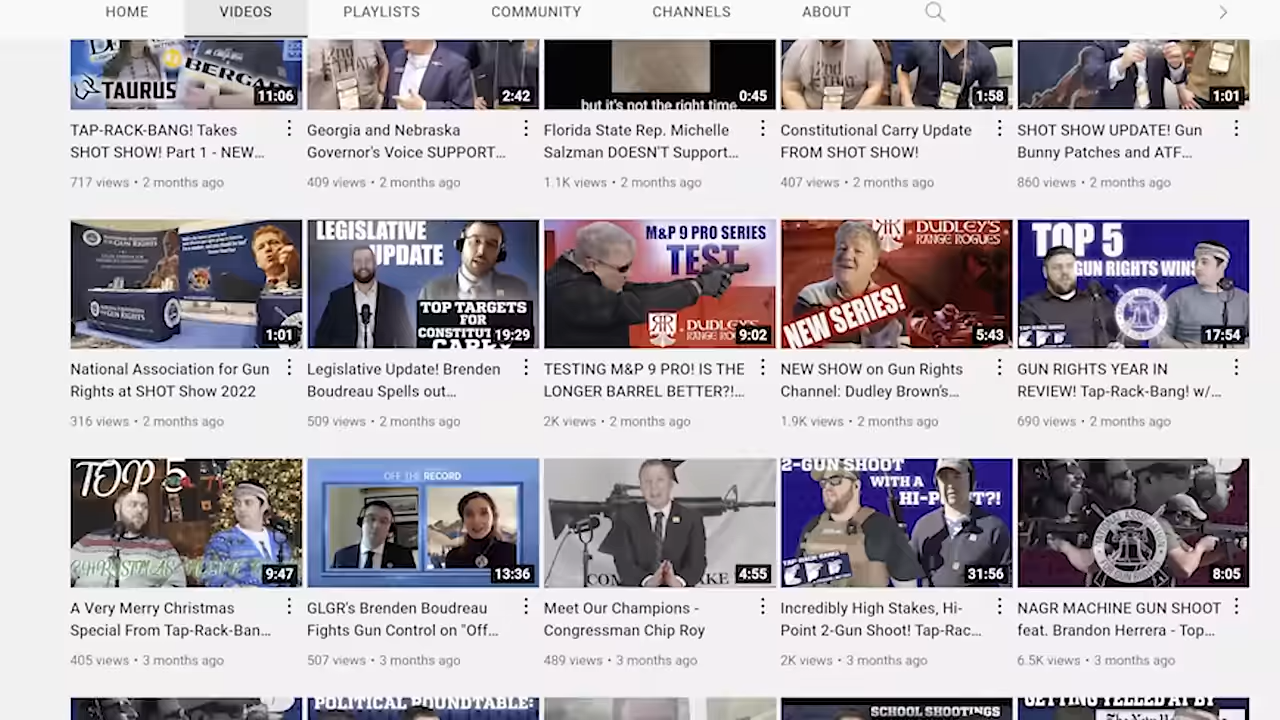 HOME VIDEOS PLAYLISTS COMMUNITY CHANNELS ABOUT
TAURUS
11:06
2:42
but it's not the right time
0:45
1:58
1:01
TAP-RACK-BANG! Takes
SHOT SHOW! Part 1 - NEW…
717 views • 2 months ago
Georgia and Nebraska
Governor's Voice SUPPORT…
409 views • 2 months ago
Florida State Rep. Michelle
Salzman DOESN'T Support…
1.1K views • 2 months ago
Constitutional Carry Update
FROM SHOT SHOW!
407 views • 2 months ago
SHOT SHOW UPDATE! Gun
Bunny Patches and ATF…
860 views • 2 months ago
GUN RIGHTS
1:01
LEGISLATIVE
UPDATE
TOP TARGETS
FOR
19:29
M&P 9 PRO SERIES
TEST
9:02
DUDLEY'S
RANGE ROGUES
NEW SERIES!
5:43
TOP 5
GUN RIGHTS WINS
17:54
National Association for Gun
Rights at SHOT Show 2022
316 views • 2 months ago
Legislative Update! Brenden
Boudreau Spells out…
509 views • 2 months ago
TESTING M&P 9 PRO! IS THE
LONGER BARREL BETTER?!…
2K views • 2 months ago
NEW SHOW on Gun Rights
Channel: Dudley Brown's…
1.9K views • 2 months ago
GUN RIGHTS YEAR IN
REVIEW! Tap-Rack-Bang! w/…
690 views • 2 months ago
TOP 5
9:47
OFF THE RECORD
13:36
4:55
2-GUN SHOOT
WITH A
TAP RACK BANG!
31:56
8:05
A Very Merry Christmas
Special From Tap-Rack-Ban…
405 views • 3 months ago
GLGR's Brenden Boudreau
Fights Gun Control on "Off…
507 views • 3 months ago
Meet Our Champions -
Congressman Chip Roy
489 views • 3 months ago
Incredibly High Stakes, Hi-
Point 2-Gun Shoot! Tap-Rac…
2K views • 3 months ago
NAGR MACHINE GUN SHOOT
feat. Brandon Herrera - Top…
6.5K views • 3 months ago
POLITICAL ROUNDTABLE:
SCHOOL SHOOTINGS
GETTING YELLED AT BY